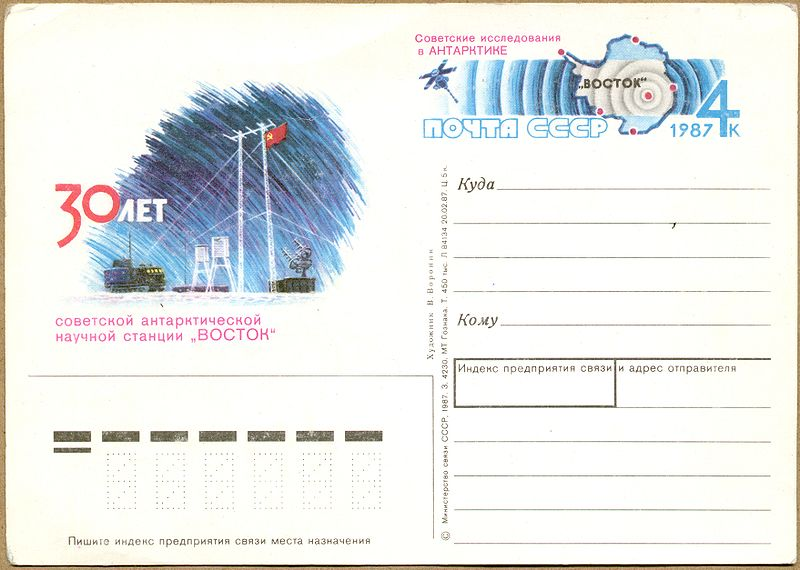 Советские исследования
в АНТАРКТИКЕ
„ВОСТОК“
ПОЧТА СССР
1987 4 К
30 ЛЕТ
советской антарктической
научной станции „ВОСТОК“
Куда
Кому
Индекс предприятия связи и адрес отправителя
Пишите индекс предприятия связи места назначения
Художник В. Воронин
© Министерство связи СССР. 1987. З. 4230. МТ Гознака. Т. 450 тыс. Л 84134 20.02.87. Ц. 5 к.